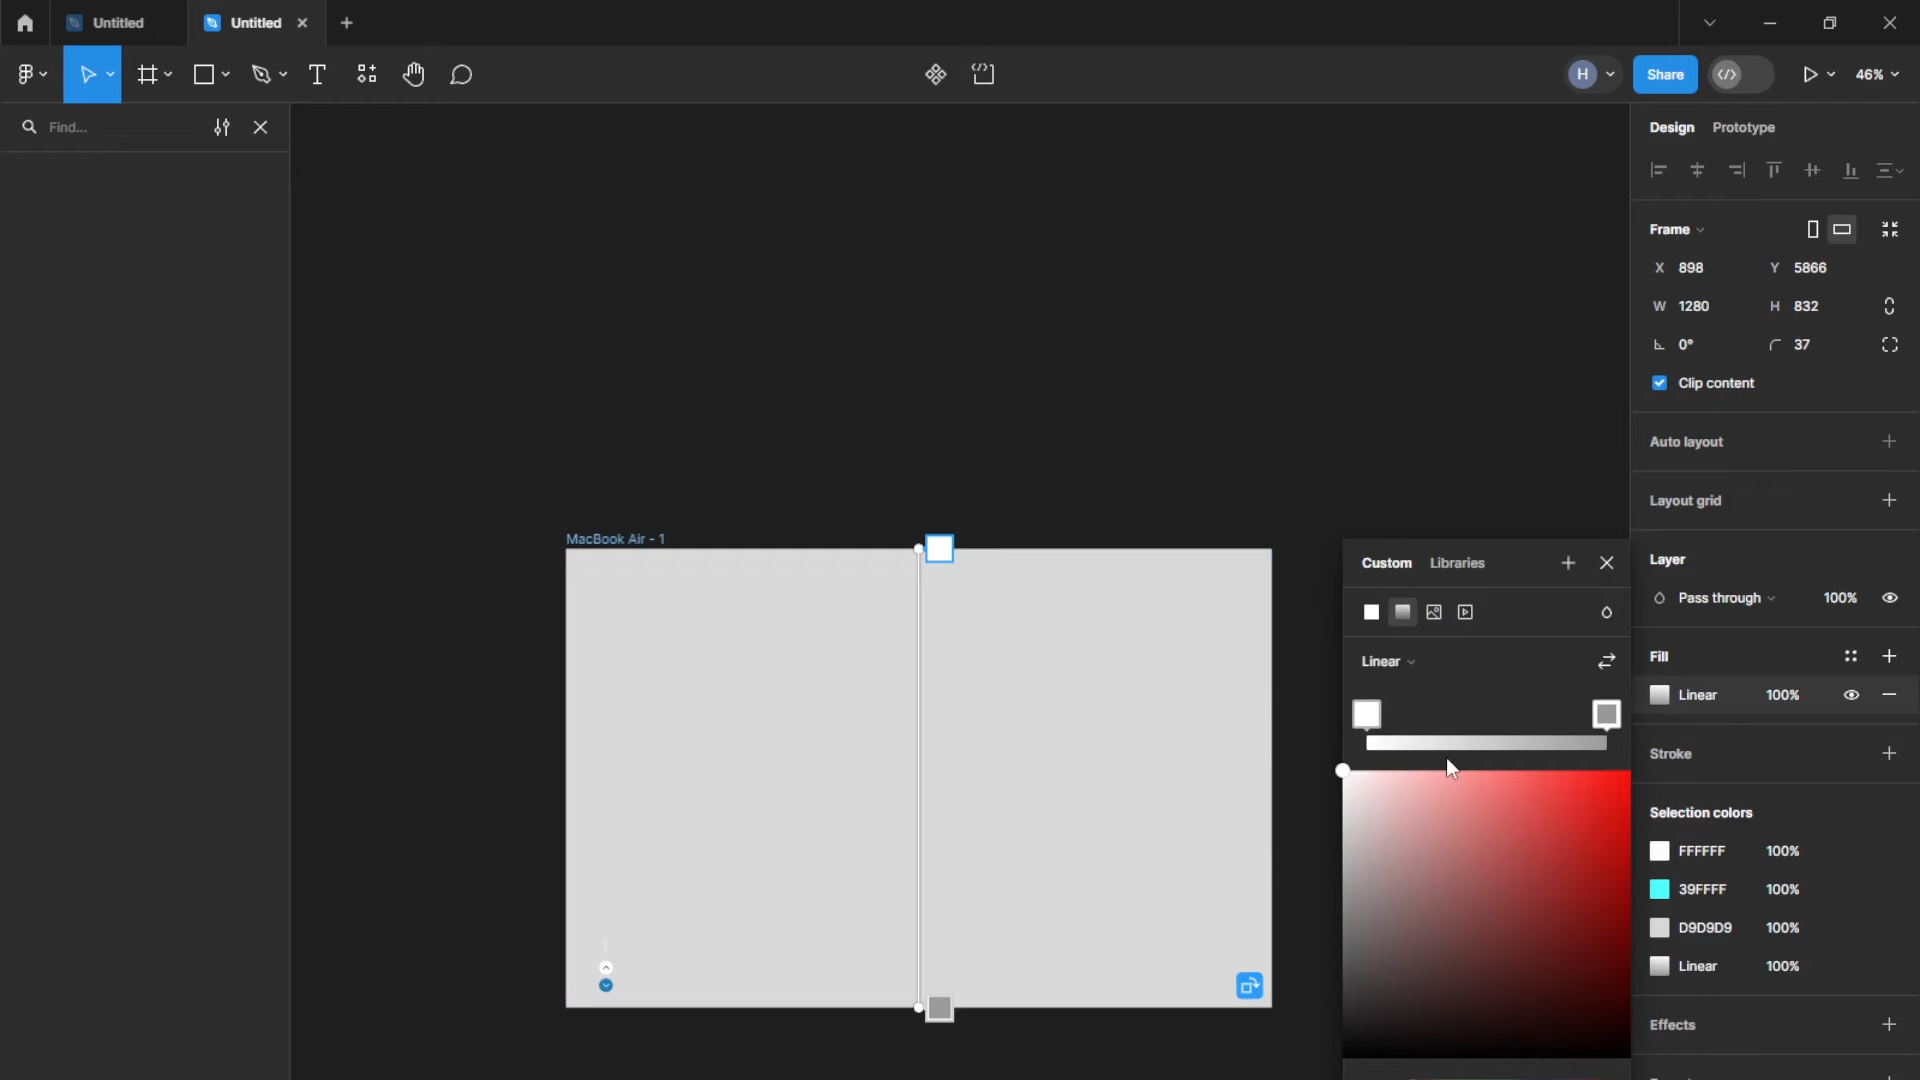 Untitled
Untitled
H
Share
46%
Find...
Design
Prototype
Frame
X 898
Y 5866
W 1280
H 832
0°
37
Clip content
Auto layout
Layout grid
MacBook Air - 1
Custom
Libraries
Layer
Pass through
100%
Linear
Fill
Linear
100%
Stroke
Selection colors
FFFFFF
100%
39FFFF
100%
D9D9D9
100%
Linear
100%
Effects